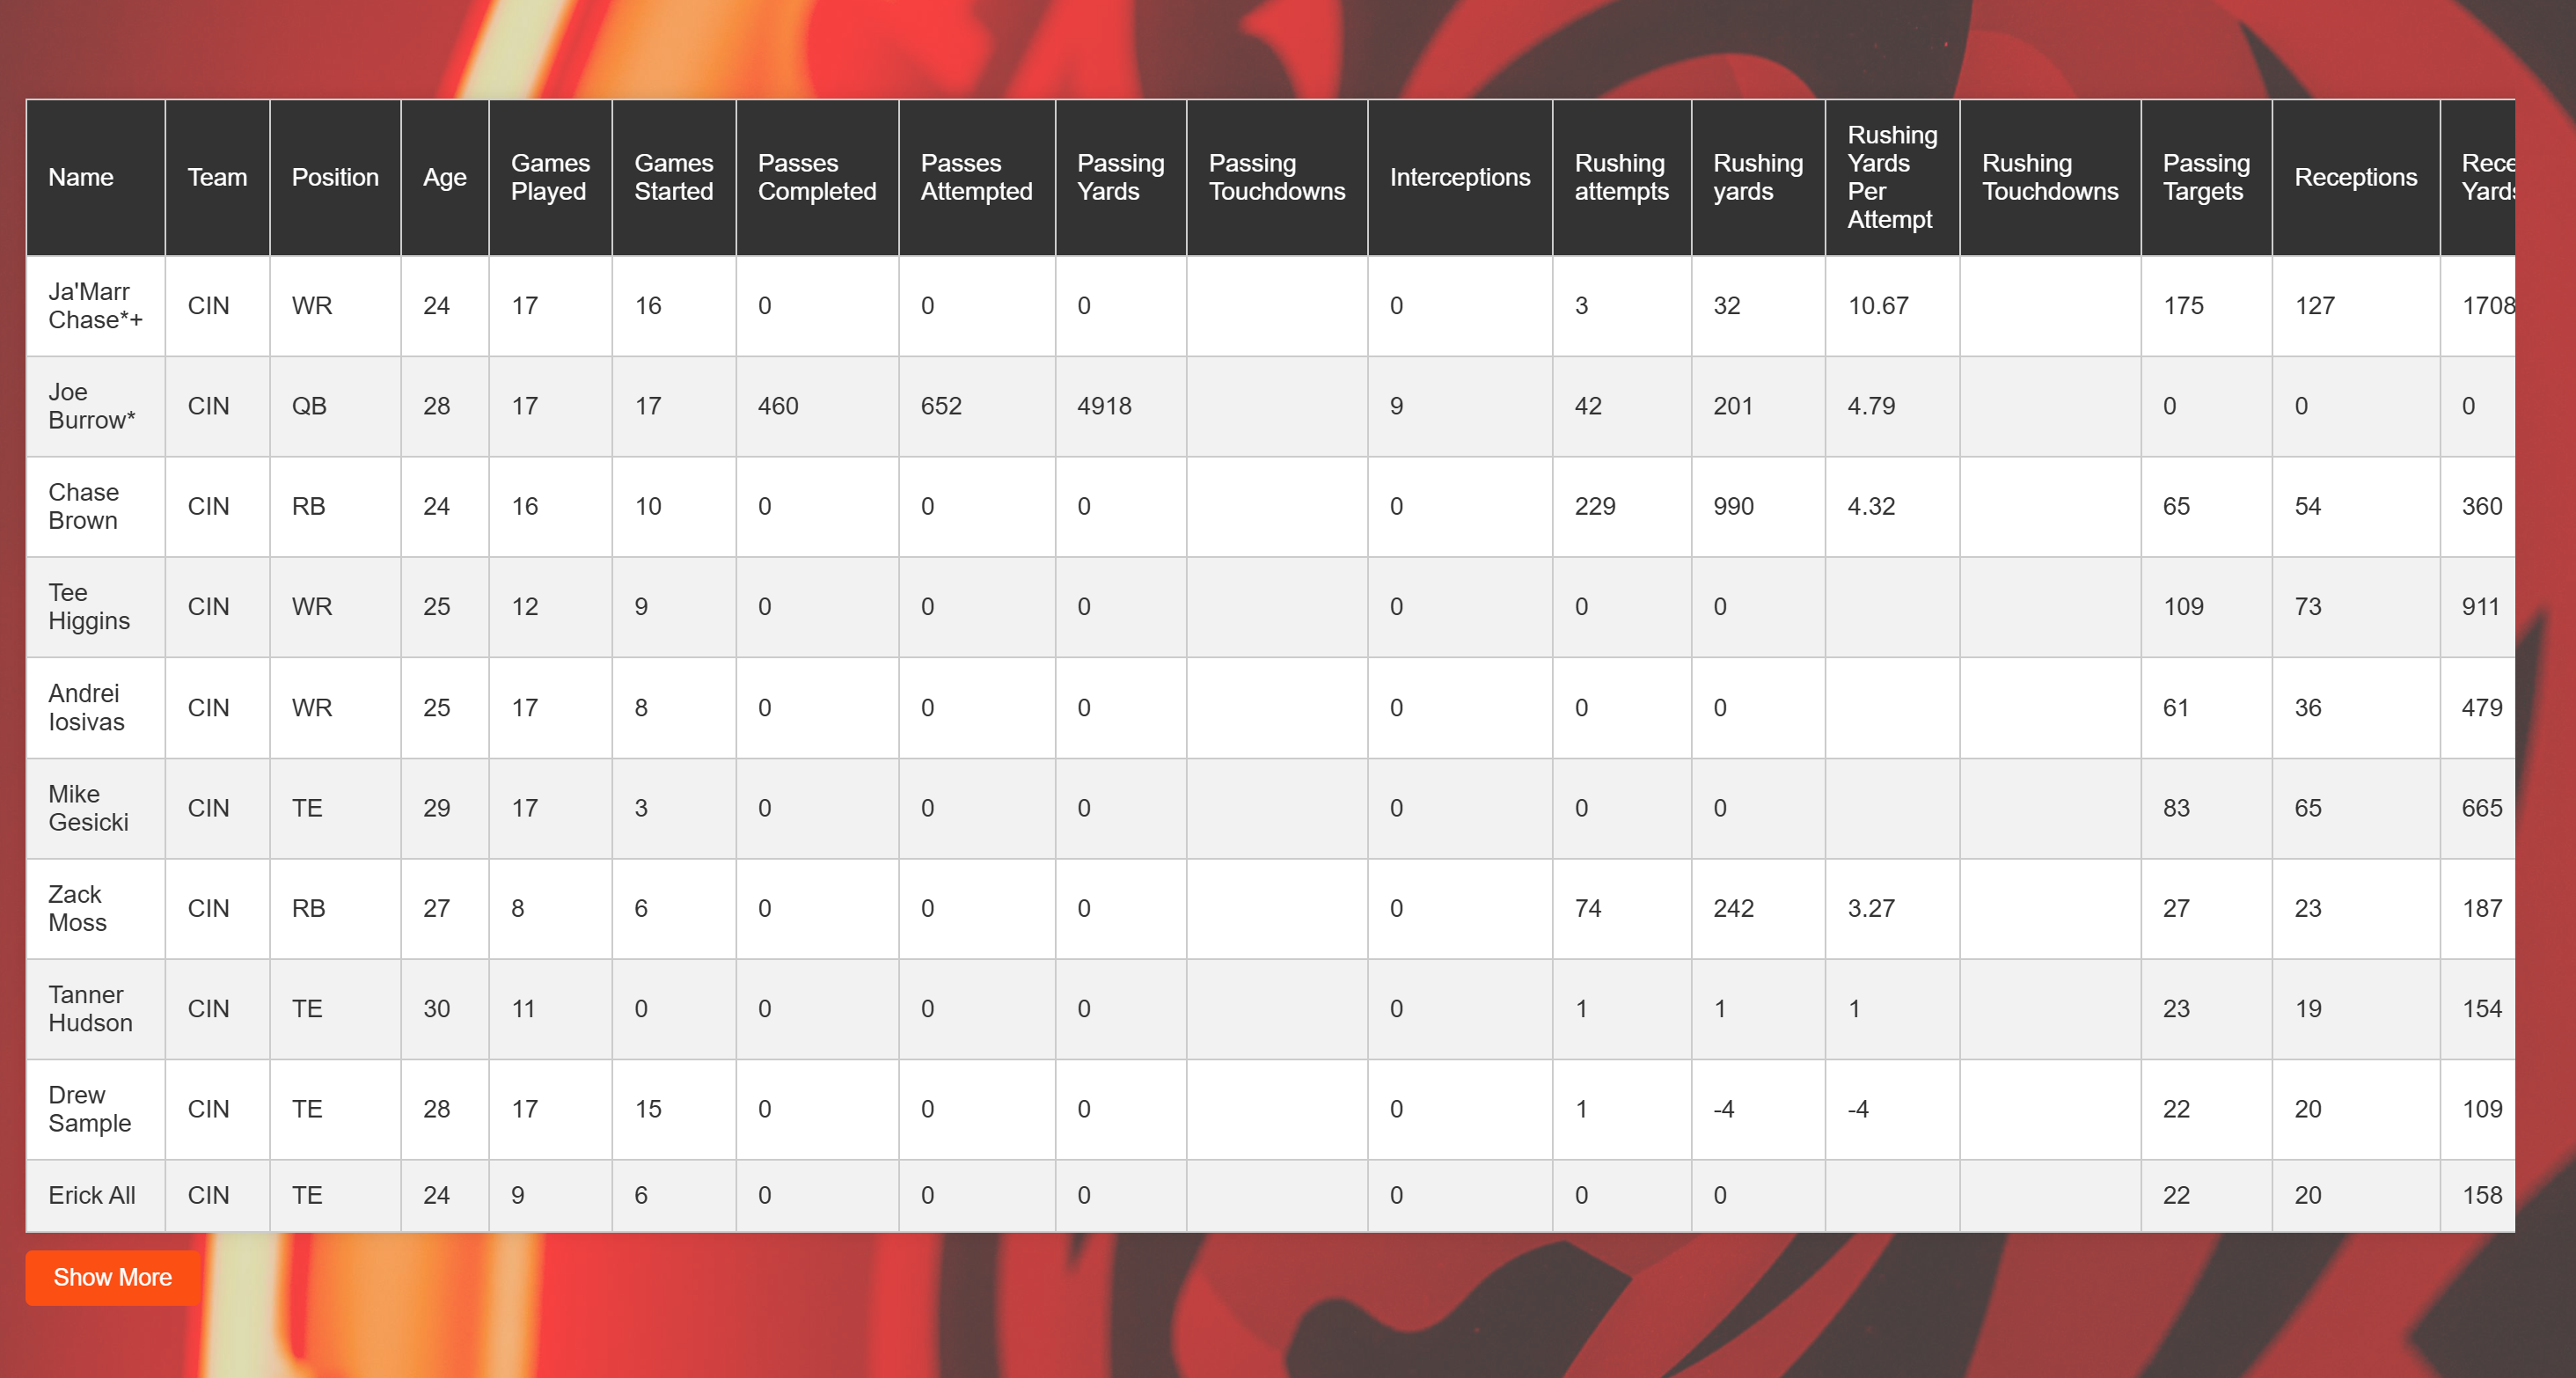 Name Team Position Age Games Played Games Started Passes Completed Passes Attempted Passing Yards Passing Touchdowns Interceptions Rushing attempts Rushing yards Rushing Yards Per Attempt Rushing Touchdowns Passing Targets Receptions Rece Yards
Ja'Marr Chase*+ CIN WR 24 17 16 0 0 0 0 3 32 10.67 175 127 1708
Joe Burrow* CIN QB 28 17 17 460 652 4918 9 42 201 4.79 0 0 0
Chase Brown CIN RB 24 16 10 0 0 0 0 229 990 4.32 65 54 360
Tee Higgins CIN WR 25 12 9 0 0 0 0 0 0 109 73 911
Andrei Iosivas CIN WR 25 17 8 0 0 0 0 0 0 61 36 479
Mike Gesicki CIN TE 29 17 3 0 0 0 0 0 0 83 65 665
Zack Moss CIN RB 27 8 6 0 0 0 0 74 242 3.27 27 23 187
Tanner Hudson CIN TE 30 11 0 0 0 0 0 1 1 1 23 19 154
Drew Sample CIN TE 28 17 15 0 0 0 0 1 -4 -4 22 20 109
Erick All CIN TE 24 9 6 0 0 0 0 0 0 22 20 158
Show More